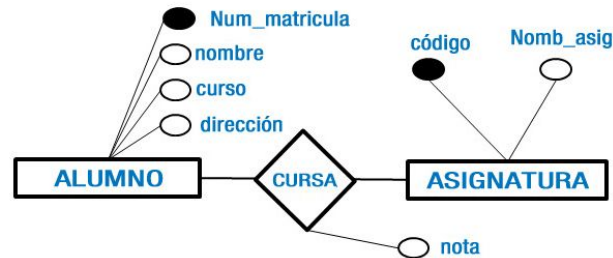 Num_matricula
nombre
curso
dirección
código
Nomb_asig
ALUMNO
CURSA
ASIGNATURA
nota